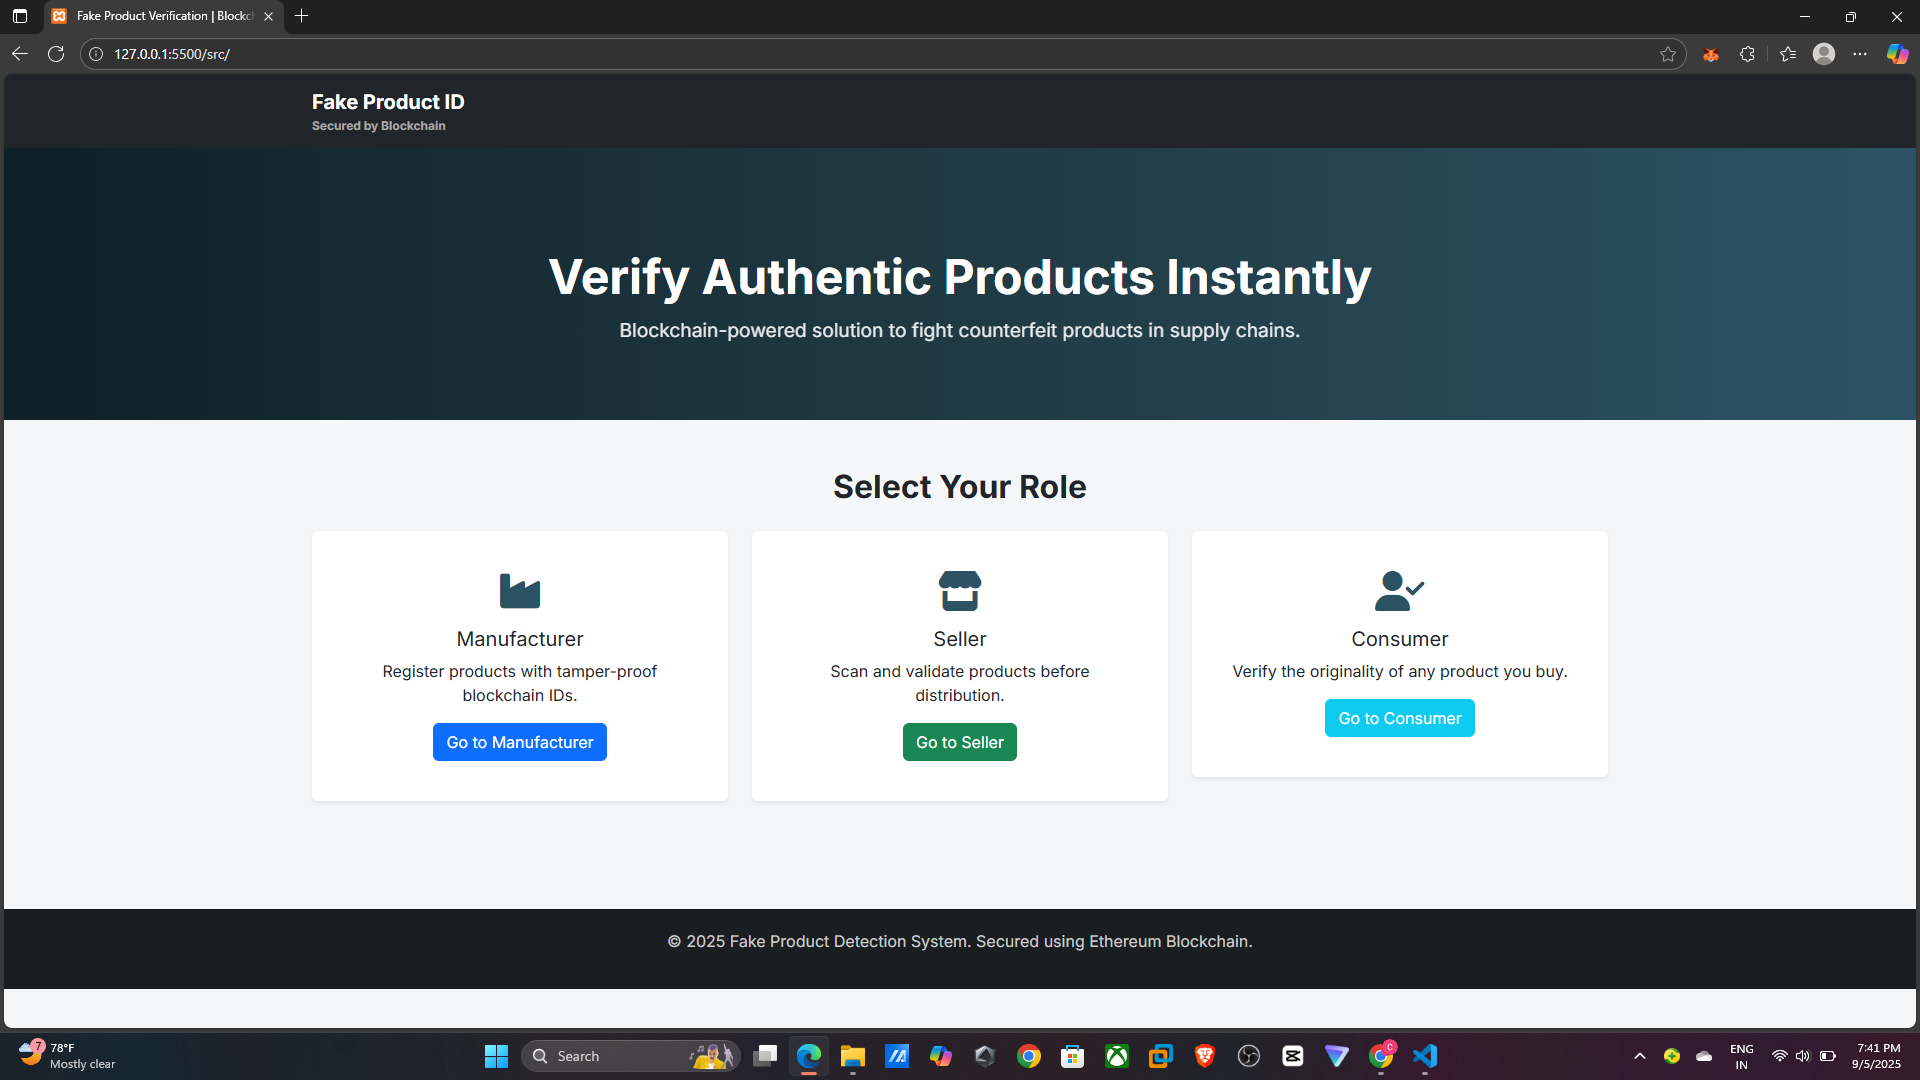 Fake Product Verification | Blockc
127.0.0.1:5500/src/
Fake Product ID
Secured by Blockchain
Verify Authentic Products Instantly
Blockchain-powered solution to fight counterfeit products in supply chains.
Select Your Role
Manufacturer
Register products with tamper-proof
blockchain IDs.
Go to Manufacturer
Seller
Scan and validate products before
distribution.
Go to Seller
Consumer
Verify the originality of any product you buy.
Go to Consumer
© 2025 Fake Product Detection System. Secured using Ethereum Blockchain.
7
78°F
Mostly clear
Search
C
ENG
IN
7:41 PM
9/5/2025